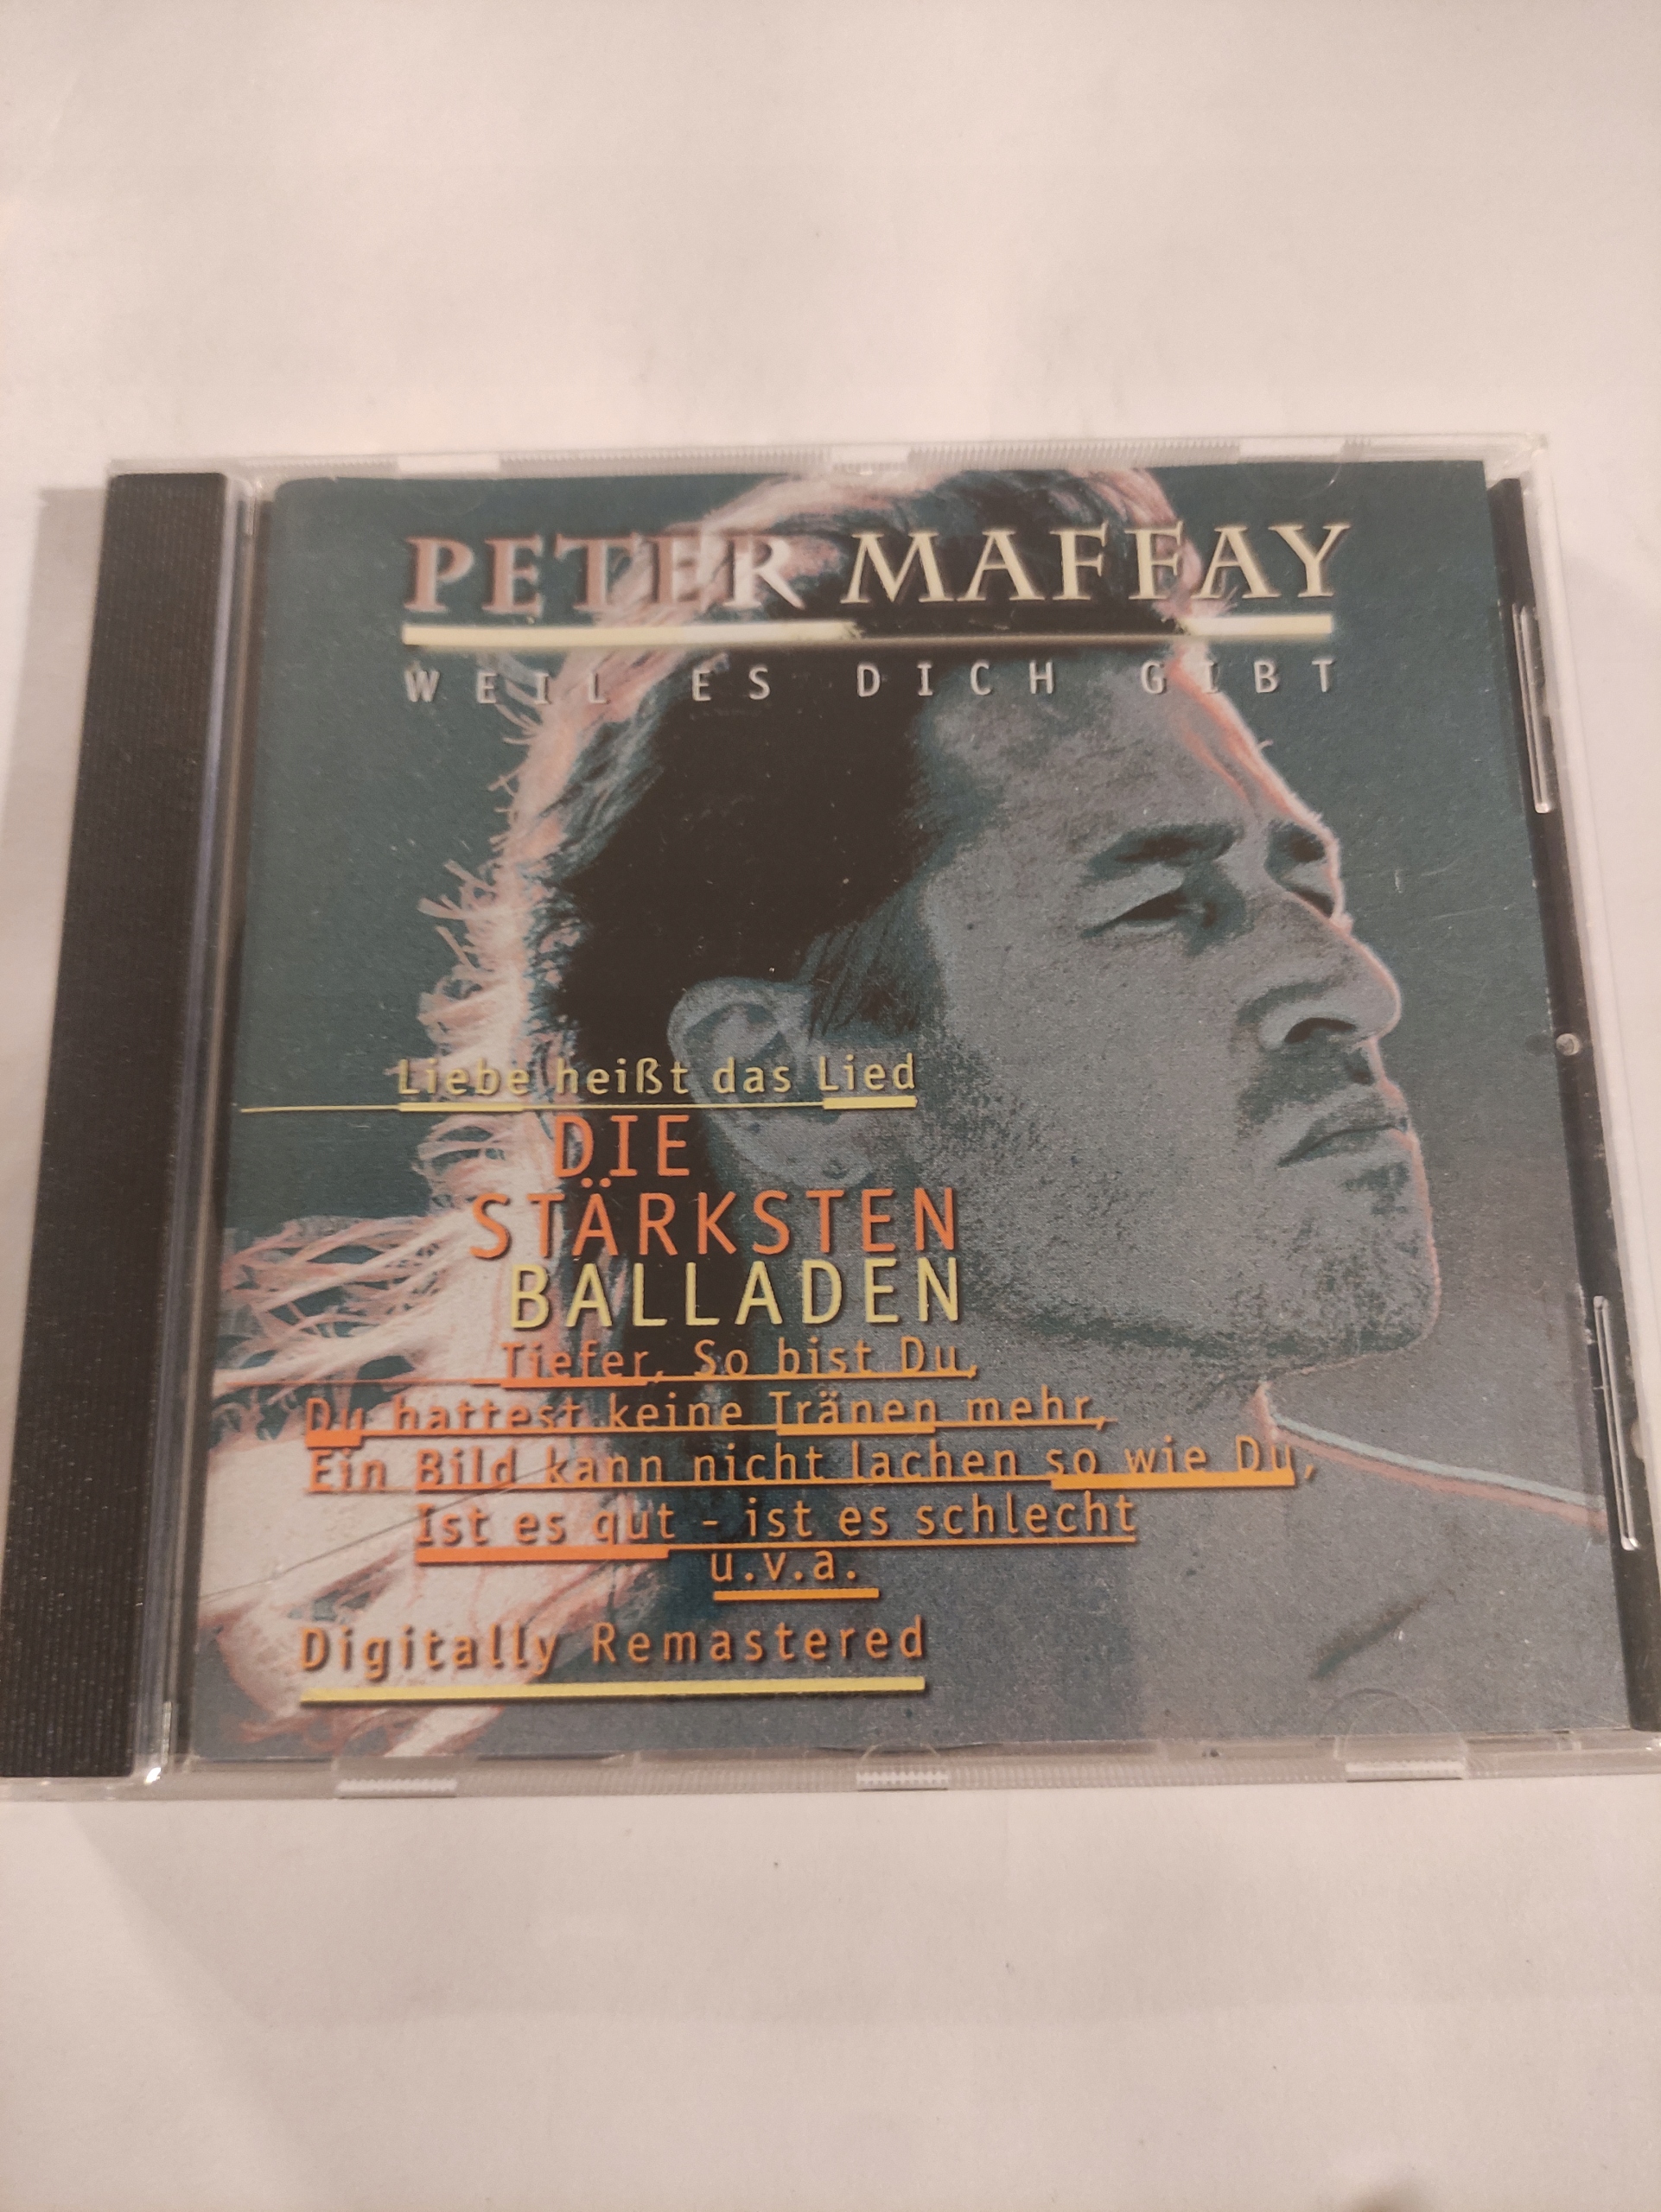 PETER MAFFAY
WEIL ES DICH GIBT
Liebe heißt das Lied
DIE
STÄRKSTEN
BALLADEN
Tiefer, So bist Du,
Du hattest keine Tränen mehr,
Ein Bild kann nicht lachen so wie Du,
Ist es gut - ist es schlecht
u.v.a.
Digitally Remastered